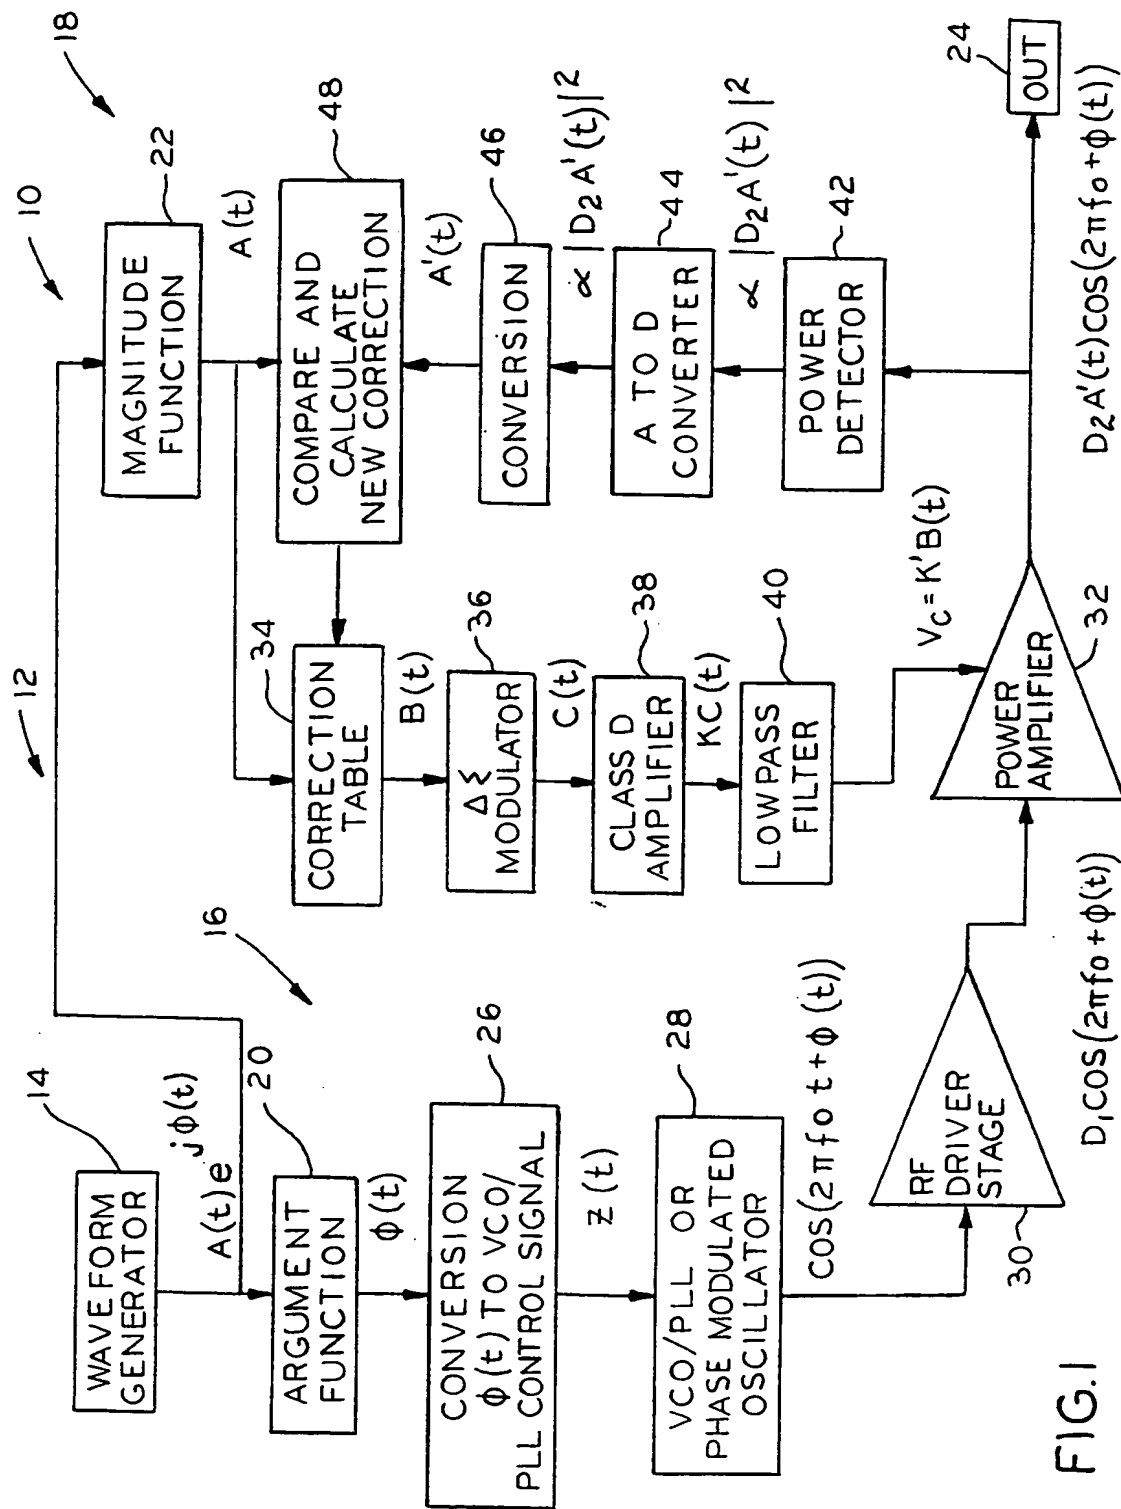 10
12
18
14
WAVEFORM
GENERATOR
A(t)e jϕ(t)
20
ARGUMENT
FUNCTION
ϕ(t)
16
26
CONVERSION
ϕ(t) TO VCO/
PLL CONTROL SIGNAL
Z(t)
28
VCO/PLL OR
PHASE MODULATED
OSCILLATOR
COS(2πfo t+ϕ(t))
RF
DRIVER
STAGE
30
D1COS(2πfo+ϕ(t))
22
MAGNITUDE
FUNCTION
A(t)
48
COMPARE AND
CALCULATE
NEW CORRECTION
A'(t)
34
CORRECTION
TABLE
B(t)
36
ΔΣ
MODULATOR
C(t)
38
CLASS D
AMPLIFIER
KC(t)
40
LOWPASS
FILTER
VC=K'B(t)
46
CONVERSION
∝ |D2A'(t)|2
44
A TO D
CONVERTER
∝ |D2A'(t)|2
42
POWER
DETECTOR
POWER
AMPLIFIER
32
24
OUT
D2A'(t)COS(2πfo+ϕ(t))
FIG.1